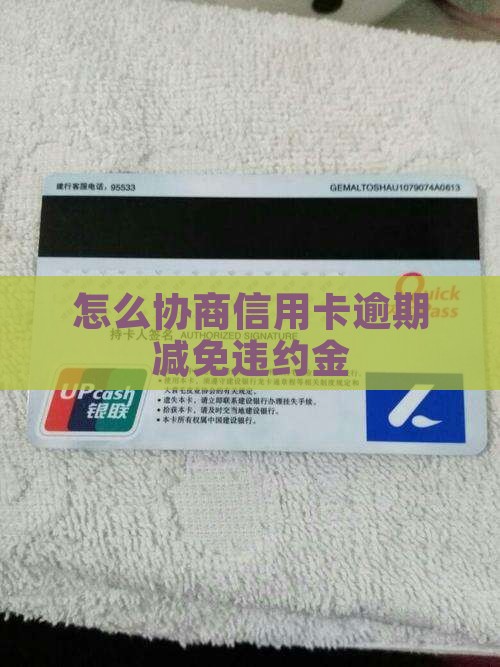 建行客服电话：95533
GEMALTOSHAU1079074A0613
Quick
Pass
怎么协商信用卡逾期
持卡人签名 AUTHORIZED SIGNATURE
减免违约金
UPcash
银联
•遗失本卡，请立即联系建设银行办理挂失手续。
•拾获本卡，请及时交当地建设银行。
•本卡所有权属中国建设银行。